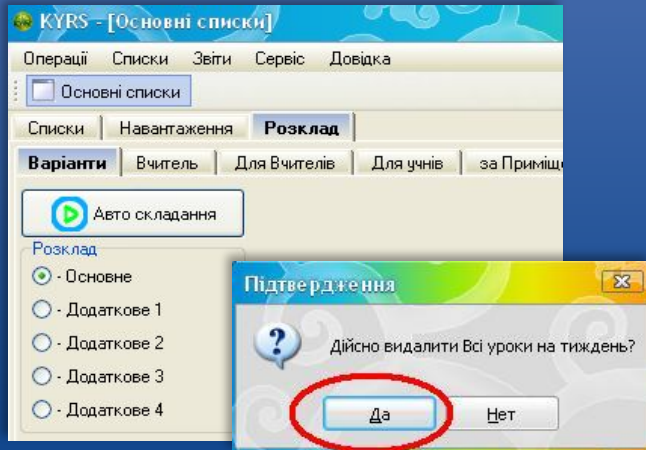 KYRS - [Основні списки]
Операції Списки Звіти Сервіс Довідка
Основні списки
Списки Навантаження Розклад
Варіанти Вчитель Для Вчителів Для учнів за Приміщ
Авто складання
Розклад
- Основне
- Додаткове 1
- Додаткове 2
- Додаткове 3
- Додаткове 4
Підтвердження
Дійсно видалити Всі уроки на тиждень?
Да Нет